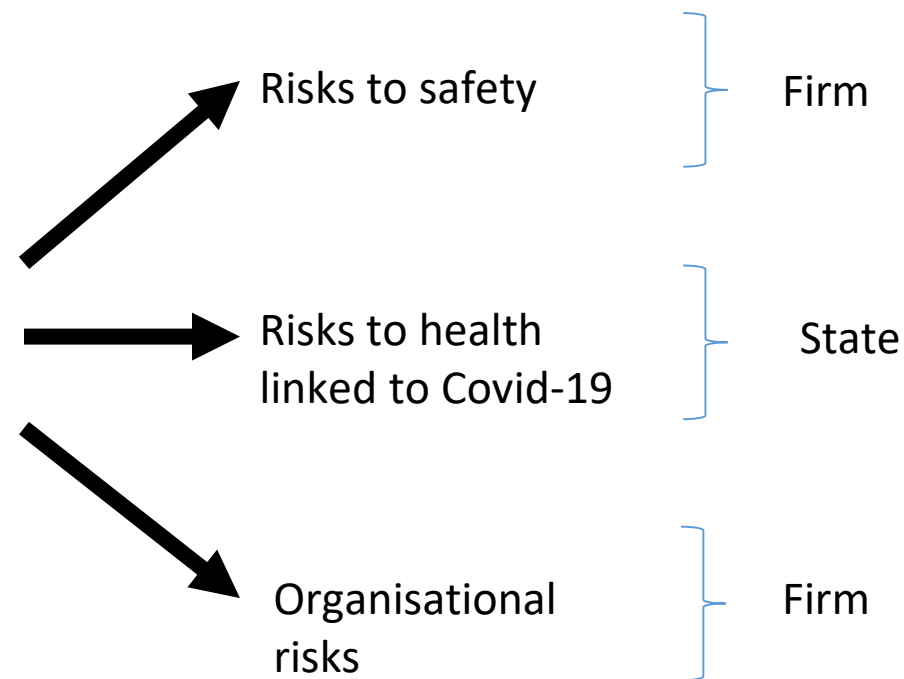 Risks to safety
Firm
Risks to health
linked to Covid-19
State
Organisational
risks
Firm